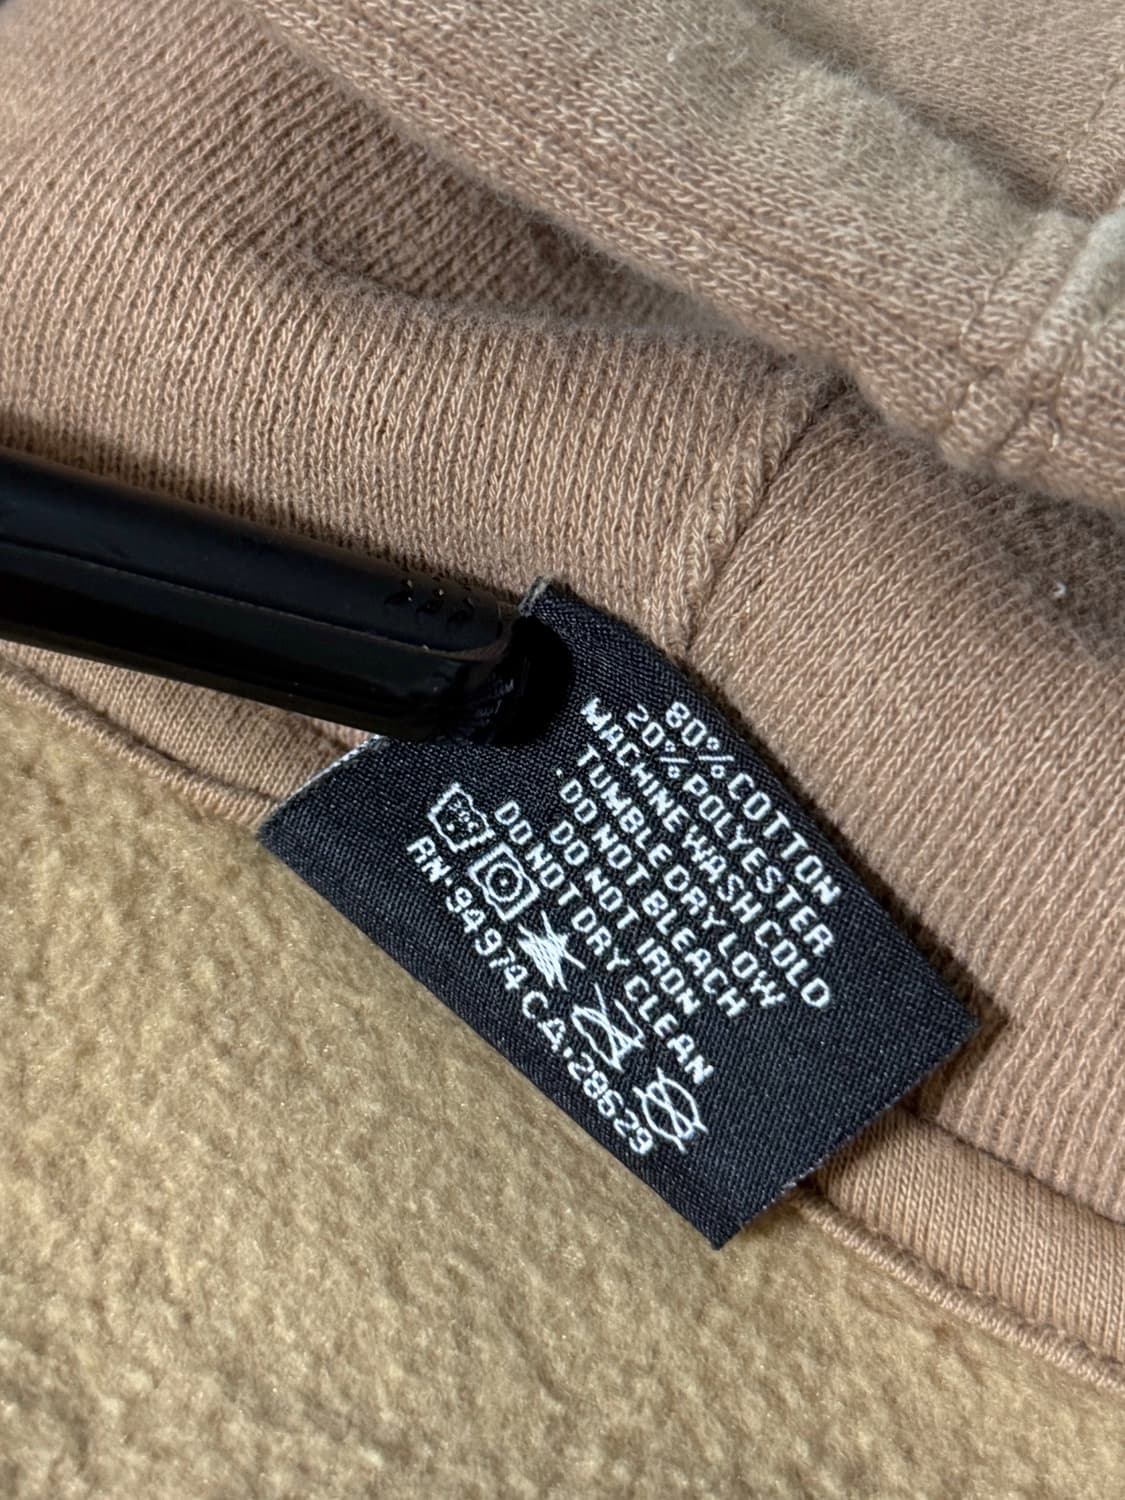 80% COTTON
20% POLYESTER
MACHINE WASH COLD
TUMBLE DRY LOW
DO NOT BLEACH
DO NOT IRON
DO NOT DRY CLEAN
RN·94974 CA·28629